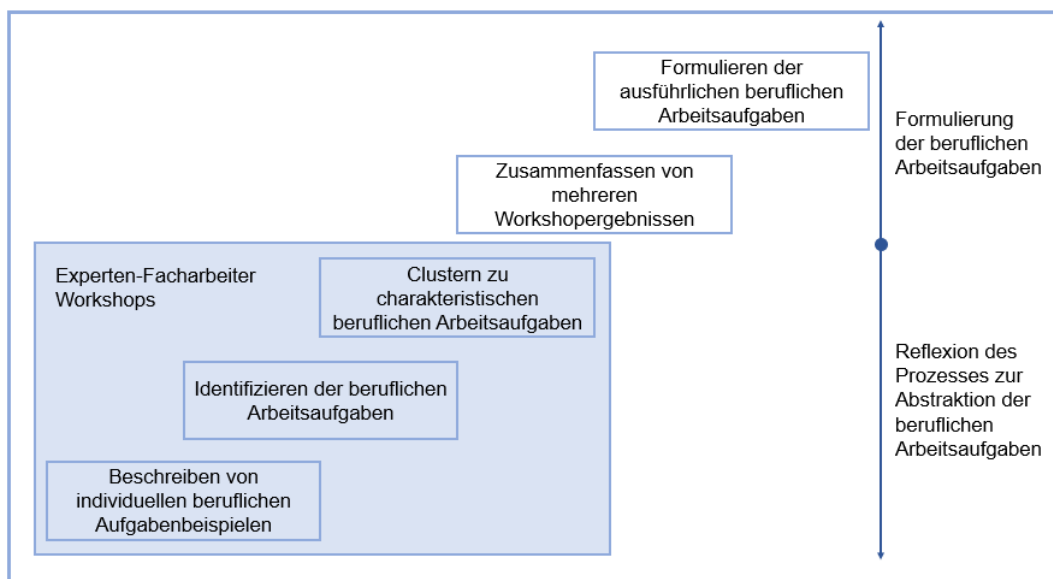 Formulieren der
ausführlichen beruflichen
Arbeitsaufgaben
Formulierung
der beruflichen
Arbeitsaufgaben
Zusammenfassen von
mehreren
Workshopergebnissen
Experten-Facharbeiter
Workshops
Clustern zu
charakteristischen
beruflichen Arbeitsaufgaben
Identifizieren der beruflichen
Arbeitsaufgaben
Reflexion des
Prozesses zur
Abstraktion der
beruflichen
Arbeitsaufgaben
Beschreiben von
individuellen beruflichen
Aufgabenbeispielen